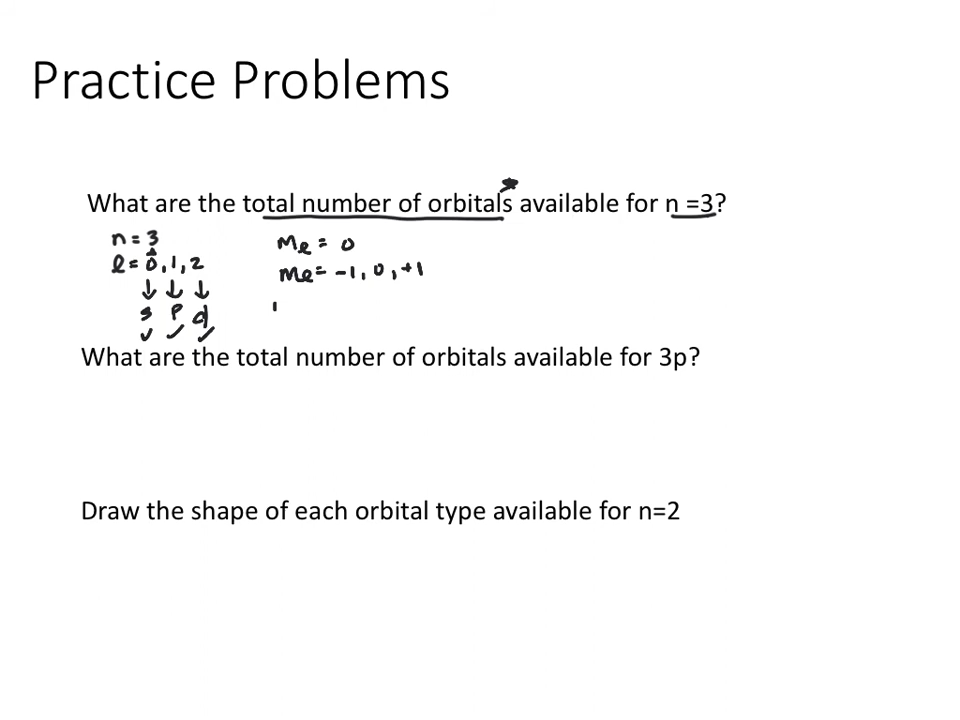 Practice Problems
What are the total number of orbitals available for n =3?
n = 3
l = 0, 1, 2
s p d
ml = 0
ml = -1, 0, +1
What are the total number of orbitals available for 3p?
Draw the shape of each orbital type available for n=2